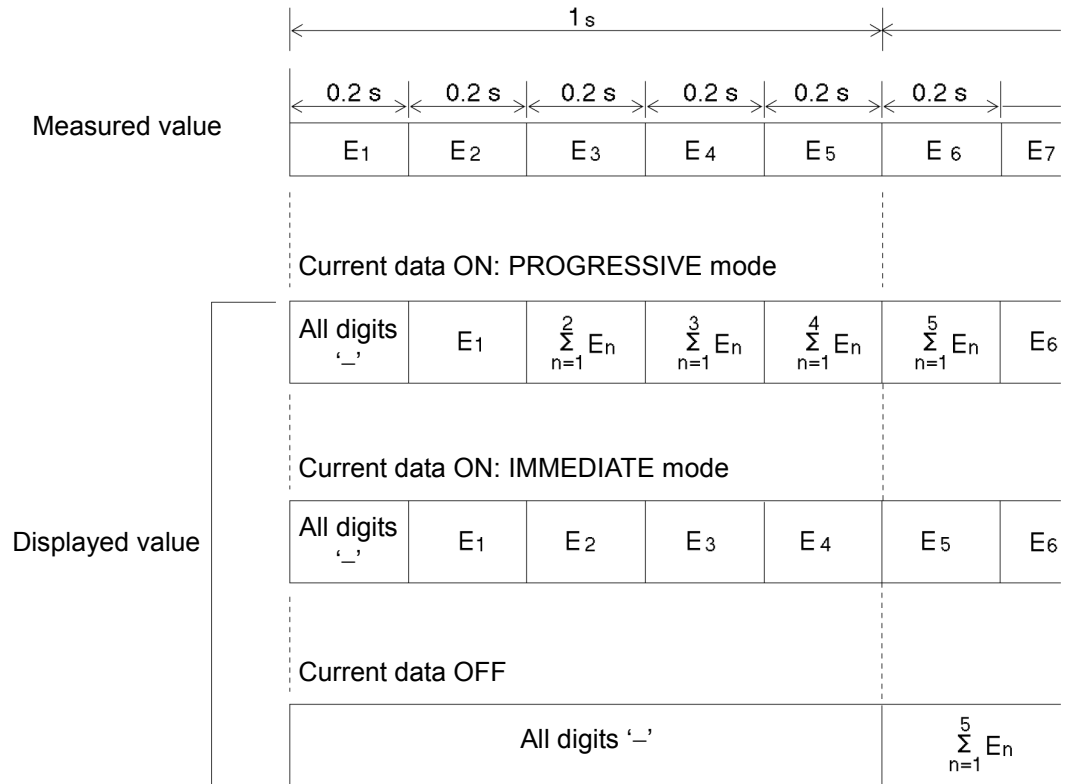 1 s
0.2 s 0.2 s 0.2 s 0.2 s 0.2 s 0.2 s
Measured value
E1 E2 E3 E4 E5 E6 E7
Current data ON: PROGRESSIVE mode
All digits
‘–’
E1
2
Σ En
n=1
3
Σ En
n=1
4
Σ En
n=1
5
Σ En
n=1
E6
Current data ON: IMMEDIATE mode
Displayed value
All digits
‘–’
E1 E2 E3 E4 E5 E6
Current data OFF
All digits ‘–’
5
Σ En
n=1